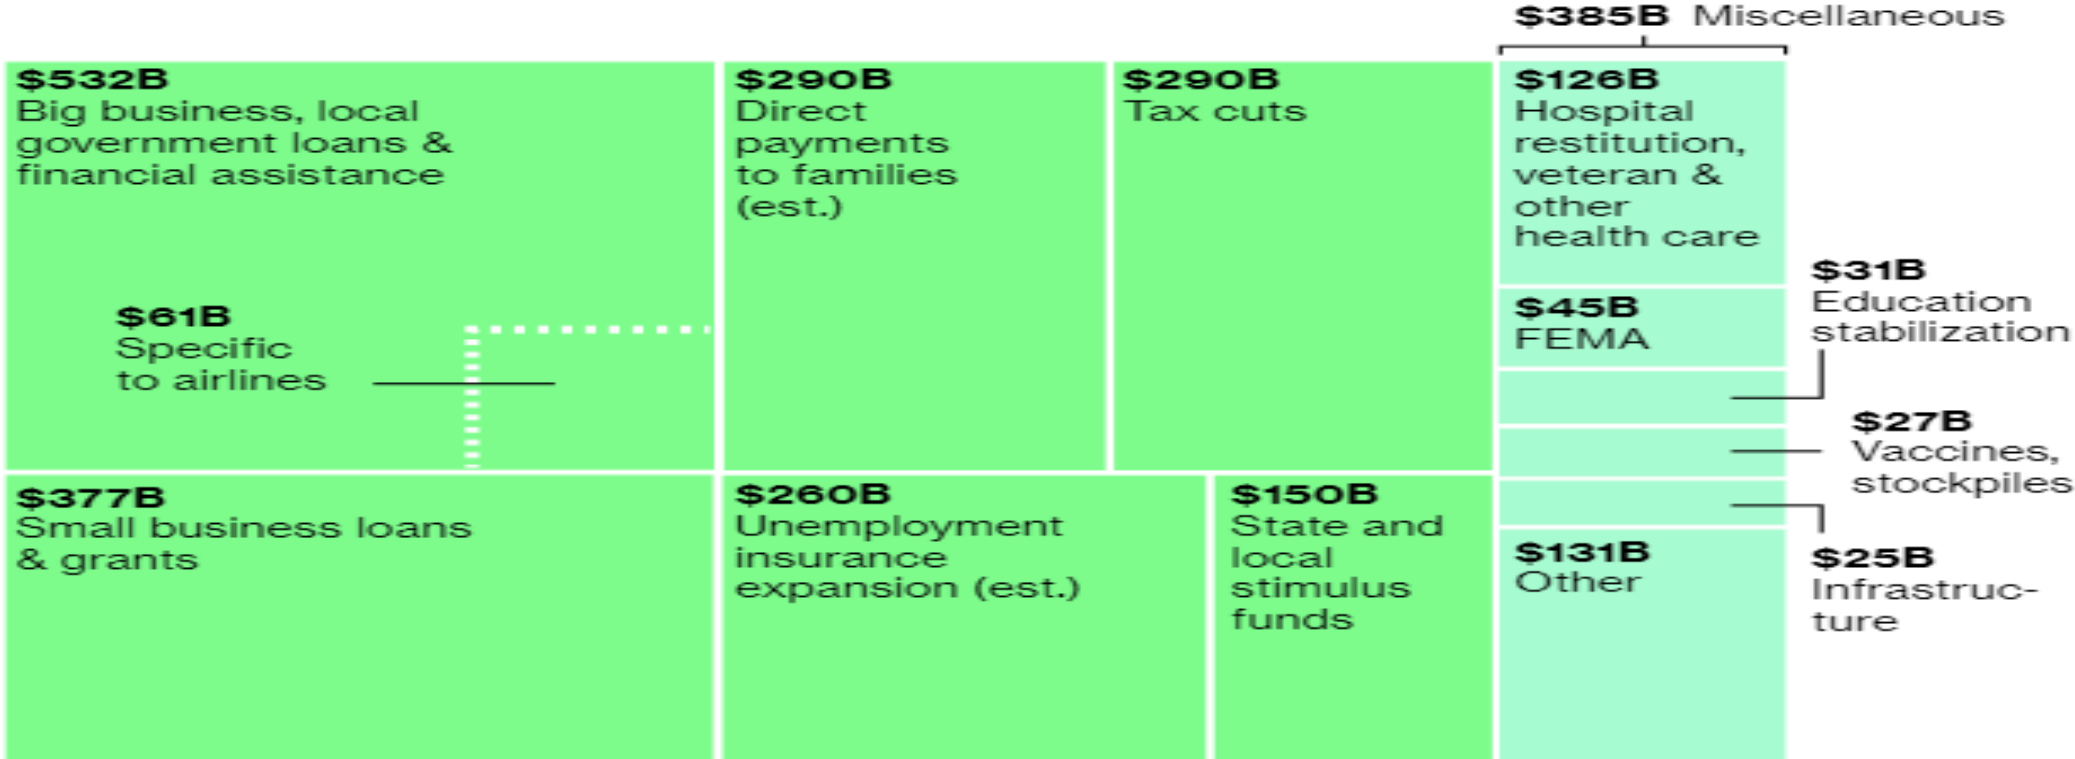 $385B Miscellaneous
$532B
Big business, local
government loans &
financial assistance
$61B
Specific
to airlines
$290B
Direct
payments
to families
(est.)
$290B
Tax cuts
$126B
Hospital
restitution,
veteran &
other
health care
$45B
FEMA
$31B
Education
stabilization
$27B
Vaccines,
stockpiles
$25B
Infrastruc-
ture
$131B
Other
$377B
Small business loans
& grants
$260B
Unemployment
insurance
expansion (est.)
$150B
State and
local
stimulus
funds